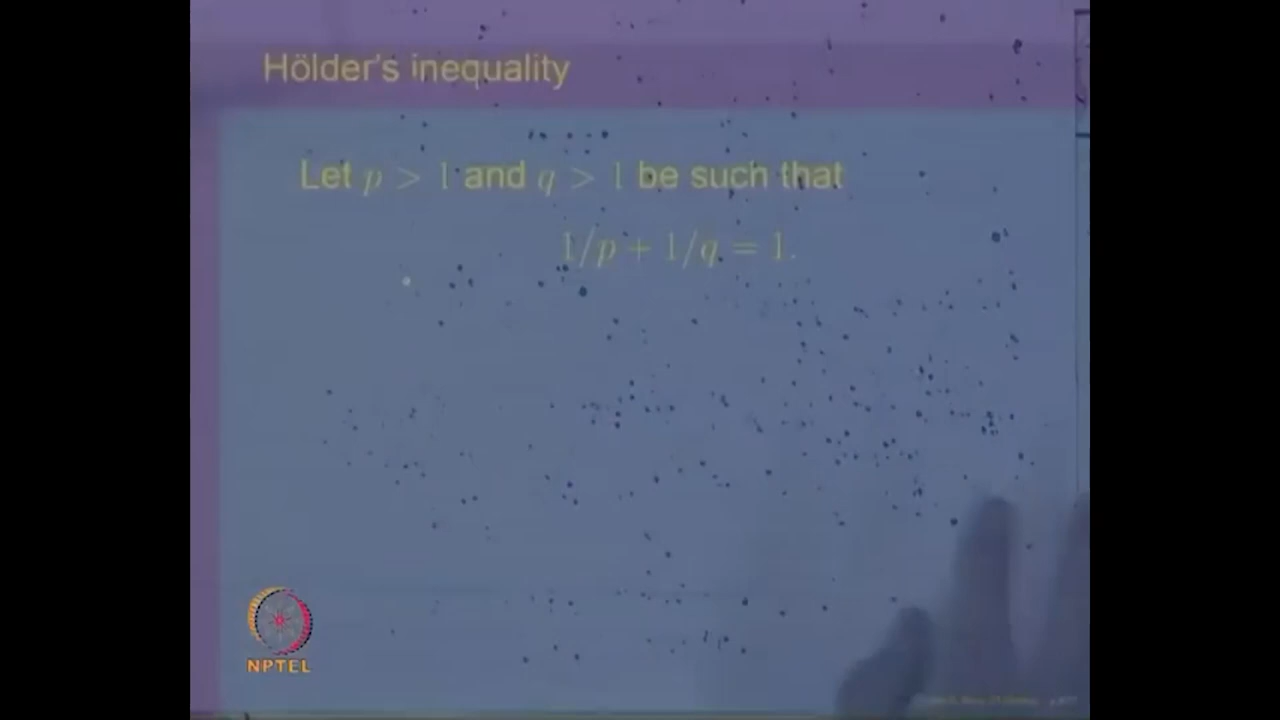 Hölder's inequality
Let p > 1 and q > 1 be such that
1/p + 1/q = 1.
NPTEL